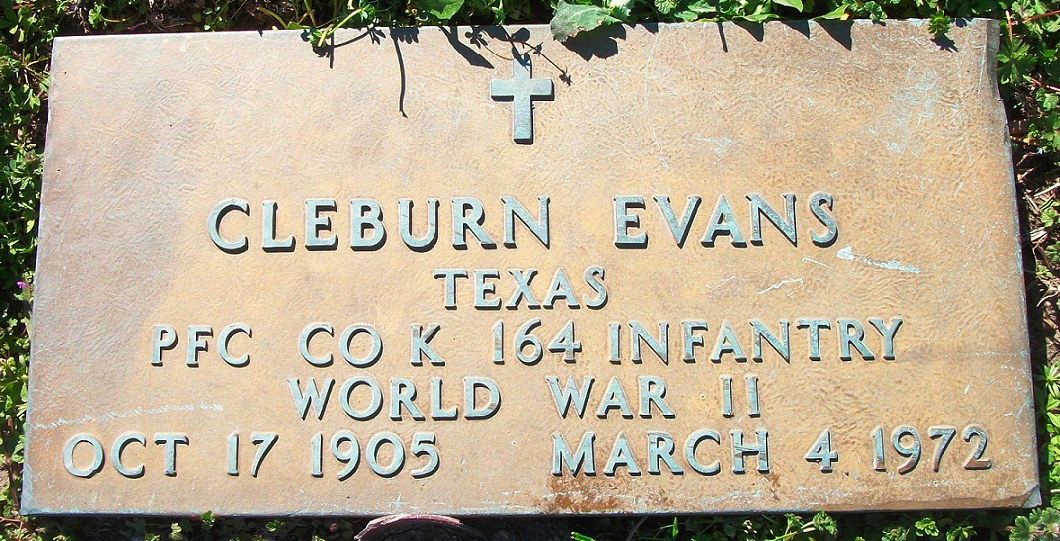 CLEBURN EVANS
TEXAS
PFC CO K 164 INFANTRY
WORLD WAR II
OCT 17 1905 MARCH 4 1972